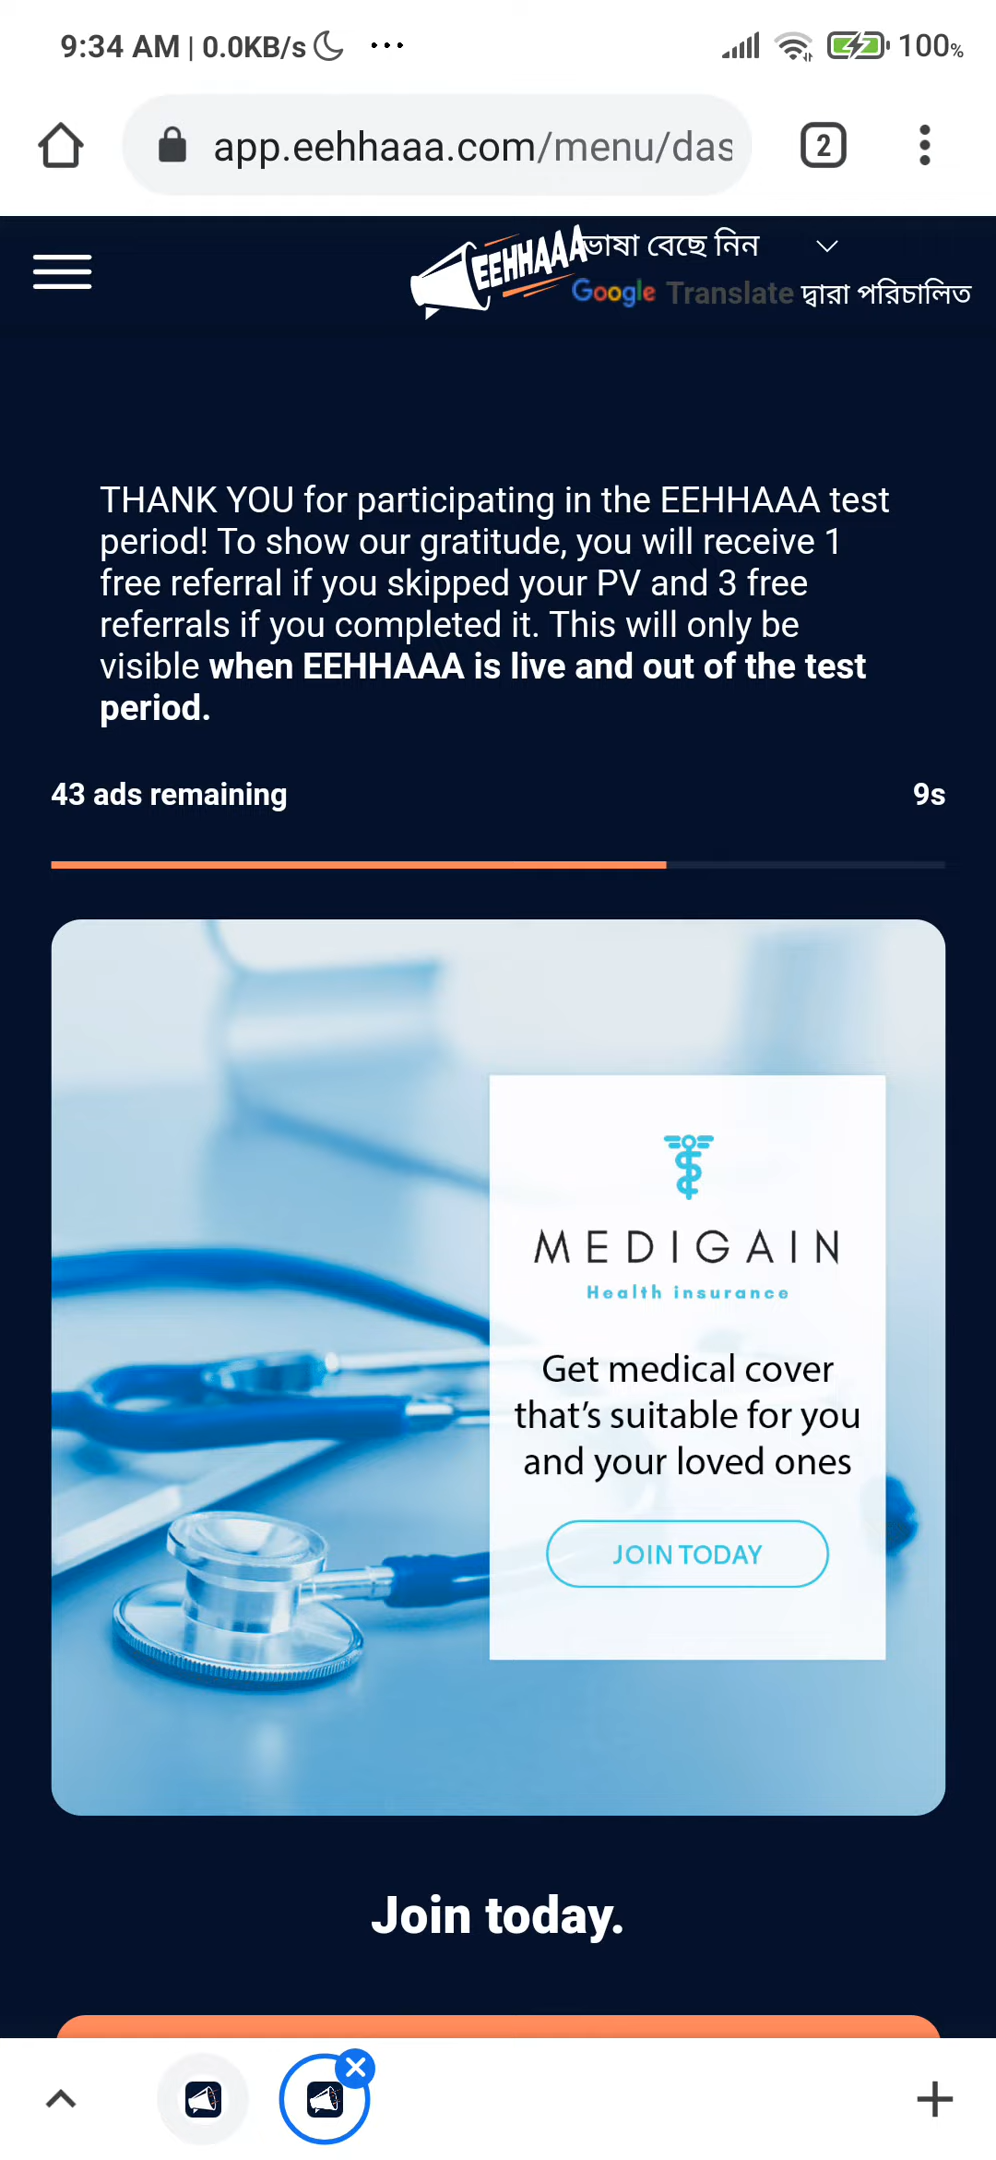 9:34 AM | 0.0KB/s ...
100%
app.eehhaaa.com/menu/das
2
EEHHAAA
ভাষা বেছে নিন
Google Translate দ্বারা পরিচালিত
THANK YOU for participating in the EEHHAAA test
period! To show our gratitude, you will receive 1
free referral if you skipped your PV and 3 free
referrals if you completed it. This will only be
visible when EEHHAAA is live and out of the test
period.
43 ads remaining
9s
MEDIGAIN
Health insurance
Get medical cover
that's suitable for you
and your loved ones
JOIN TODAY
Join today.